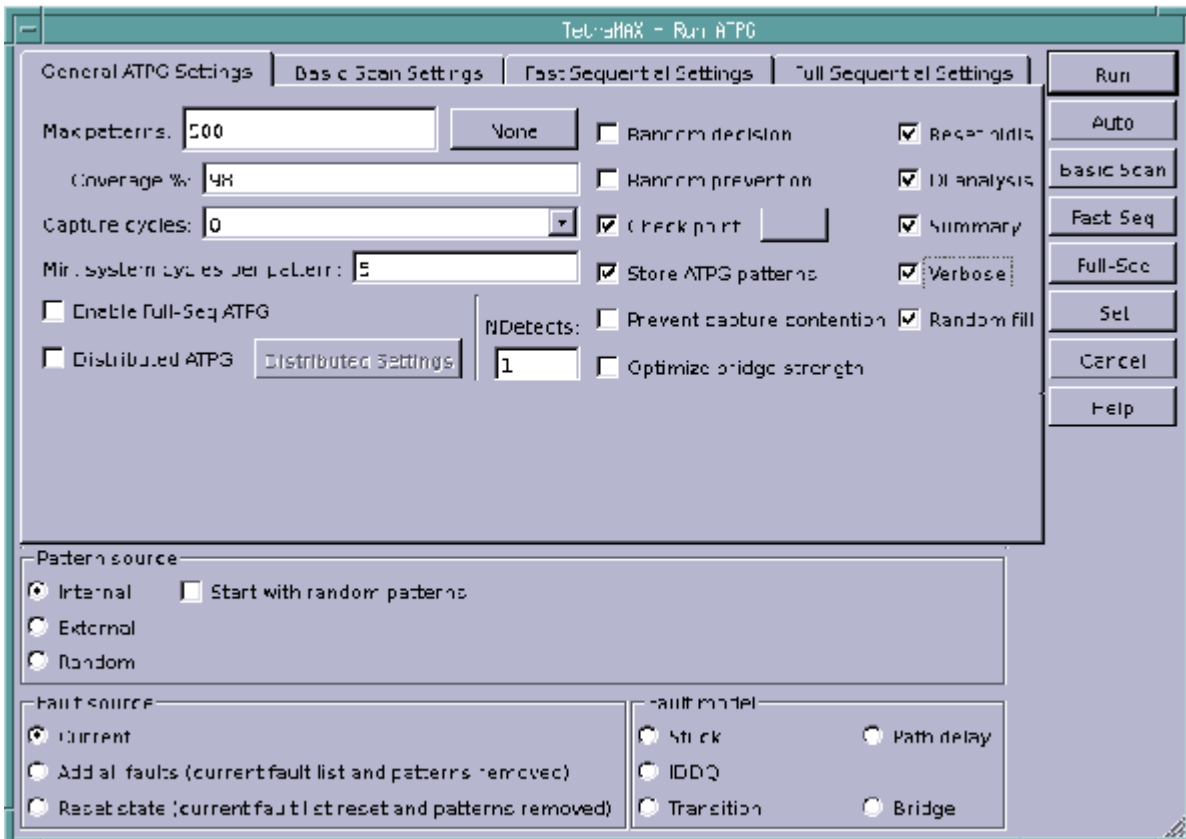 TetraMAX - Run ATPG
General ATPG Settings
Basic Scan Settings
Fast Sequential Settings
Full Sequential Settings
Run
Auto
Basic Scan
Fast Seq
Full-Seq
Set
Cancel
Help
Max patterns: 500 None
Coverage %: 98
Capture cycles: 0
Min. system cycles per pattern: 5
Enable Full-Seq ATPG
Distributed ATPG Distributed Settings
NDetects:
1
Random decision
Random prevention
Check point
Store ATPG patterns
Prevent capture contention
Optimize bridge strength
Reset
DI analysis
Summary
Verbose
Random fill
Pattern source
Internal Start with random patterns
External
Random
Fault source
Current
Add all faults (current fault list and patterns removed)
Reset state (current fault list reset and patterns removed)
Fault model
Stuck Path delay
IDDQ
Transition Bridge